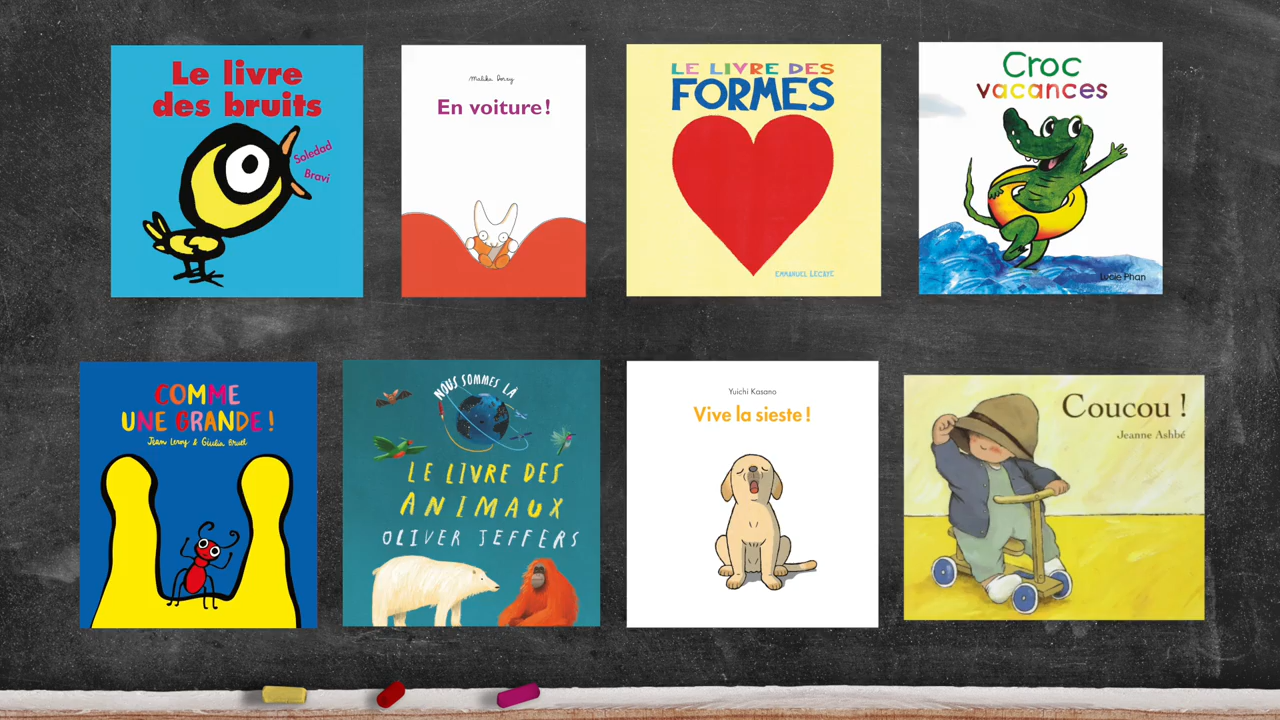 Le livre
des bruits
Soledad
Bravi
Malika Doray
En voiture !
LE LIVRE DES
FORMES
EMMANUEL LECAYE
Croc
vacances
Lucie Phan
COMME
UNE GRANDE !
Jean Leroy & Giulia Bruel
NOUS SOMMES LÀ
LE LIVRE DES
ANIMAUX
OLIVER JEFFERS
Yuichi Kasano
Vive la sieste !
Coucou !
Jeanne Ashbé